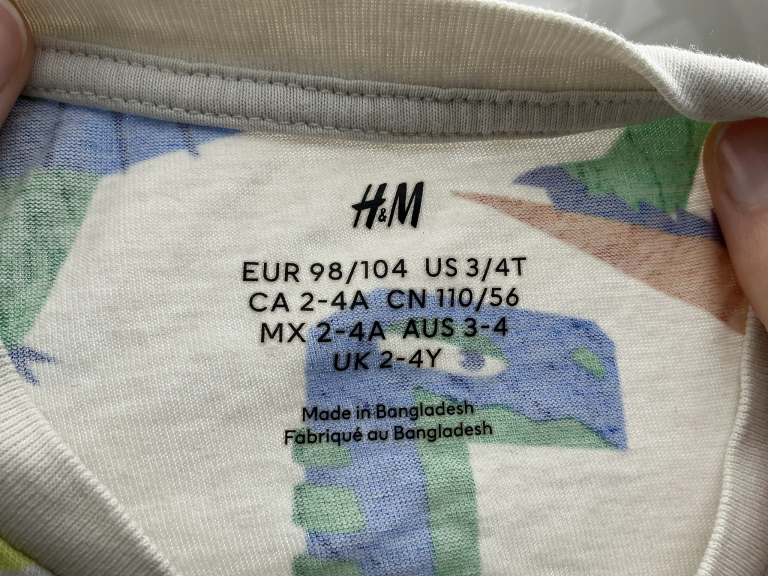 H&M
EUR 98/104 US 3/4T
CA 2-4A CN 110/56
MX 2-4A AUS 3-4
UK 2-4Y
Made in Bangladesh
Fabriqué au Bangladesh